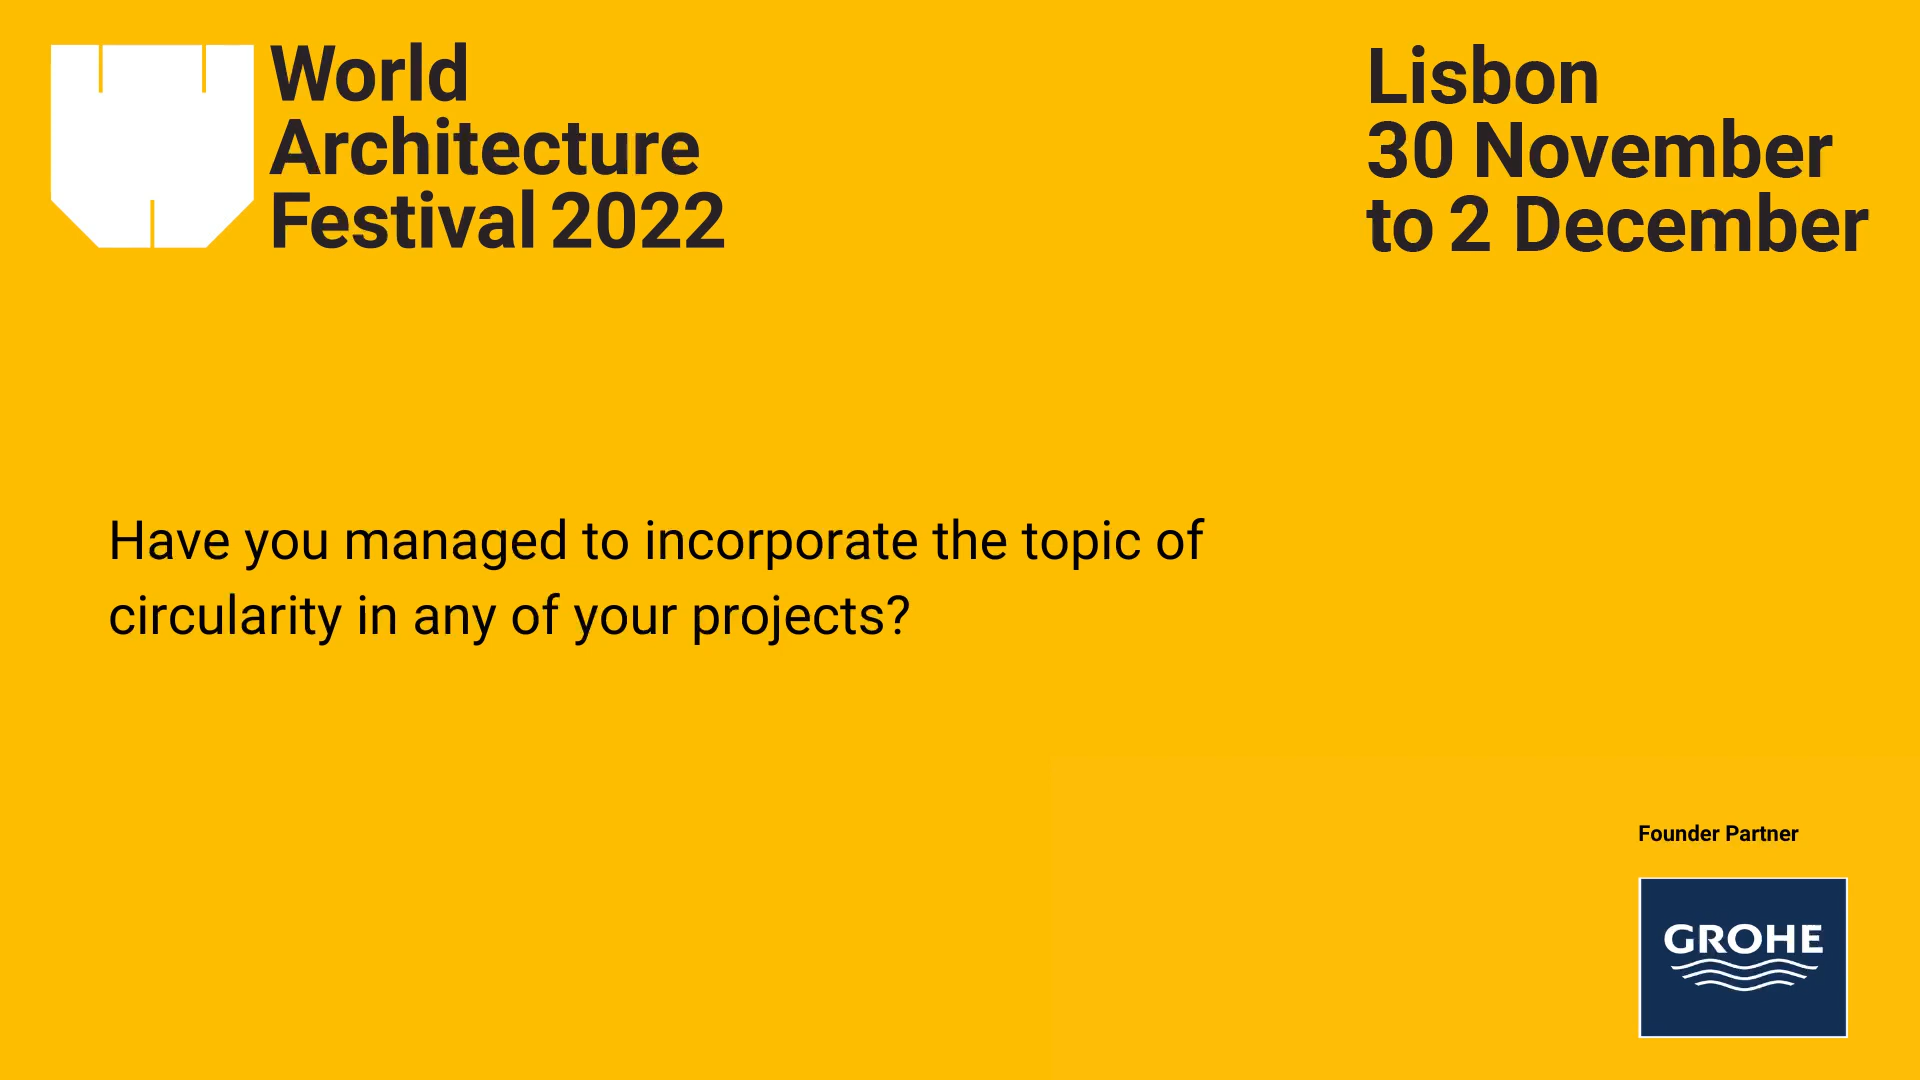 World
Architecture
Festival 2022
Lisbon
30 November
to 2 December
Have you managed to incorporate the topic of
circularity in any of your projects?
Founder Partner
GROHE